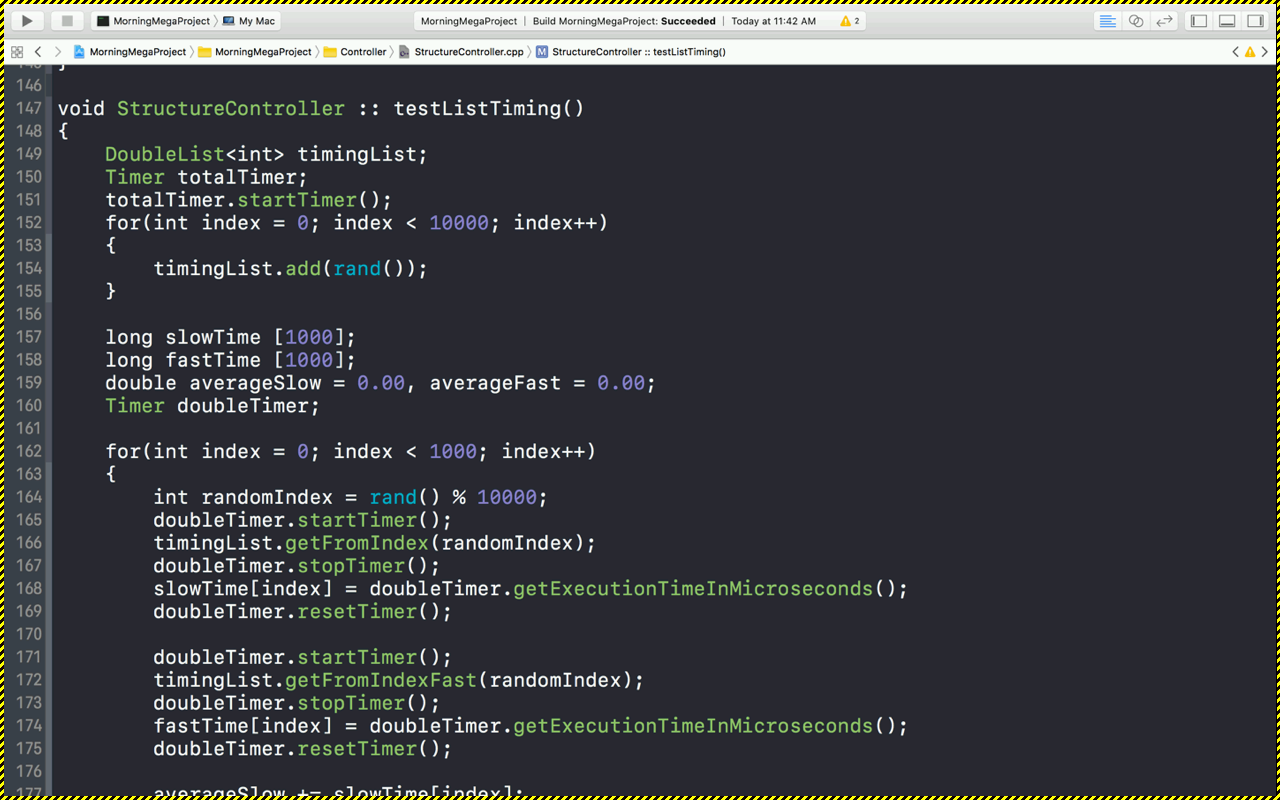 MorningMegaProject My Mac MorningMegaProject | Build MorningMegaProject: Succeeded | Today at 11:42 AM 2
MorningMegaProject MorningMegaProject Controller StructureController.cpp M StructureController :: testListTiming()
146
147 void StructureController :: testListTiming()
148 {
149 DoubleList<int> timingList;
150 Timer totalTimer;
151 totalTimer.startTimer();
152 for(int index = 0; index < 10000; index++)
153 {
154 timingList.add(rand());
155 }
156
157 long slowTime [1000];
158 long fastTime [1000];
159 double averageSlow = 0.00, averageFast = 0.00;
160 Timer doubleTimer;
161
162 for(int index = 0; index < 1000; index++)
163 {
164 int randomIndex = rand() % 10000;
165 doubleTimer.startTimer();
166 timingList.getFromIndex(randomIndex);
167 doubleTimer.stopTimer();
168 slowTime[index] = doubleTimer.getExecutionTimeInMicroseconds();
169 doubleTimer.resetTimer();
170
171 doubleTimer.startTimer();
172 timingList.getFromIndexFast(randomIndex);
173 doubleTimer.stopTimer();
174 fastTime[index] = doubleTimer.getExecutionTimeInMicroseconds();
175 doubleTimer.resetTimer();
176
177 averageSlow += slowTime[index];